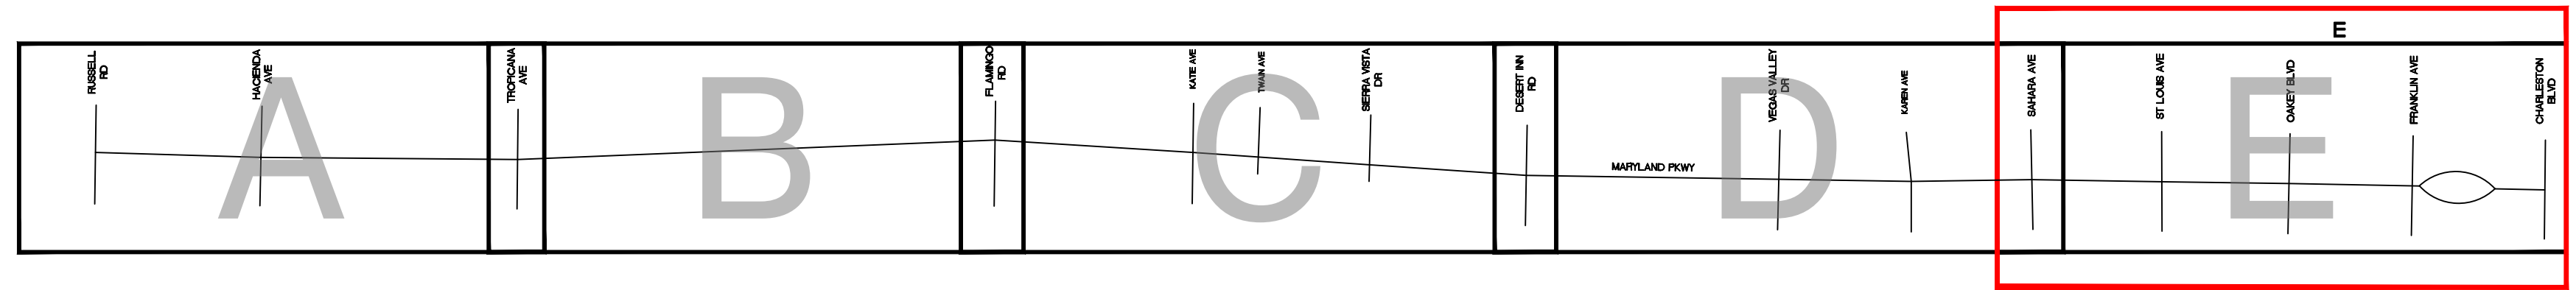 E
RUSSELL
RD
HACIENDA
AVE
A
TROPICANA
AVE
B
FLAMINGO
RD
KATIE AVE
TWAIN AVE
C
SIERRA VISTA
DR
DESERT INN
RD
MARYLAND PKWY
VEGAS VALLEY
DR
D
KAREN AVE
SAHARA AVE
ST LOUIS AVE
OAKEY BLVD
E
FRANKLIN AVE
CHARLESTON
BLVD